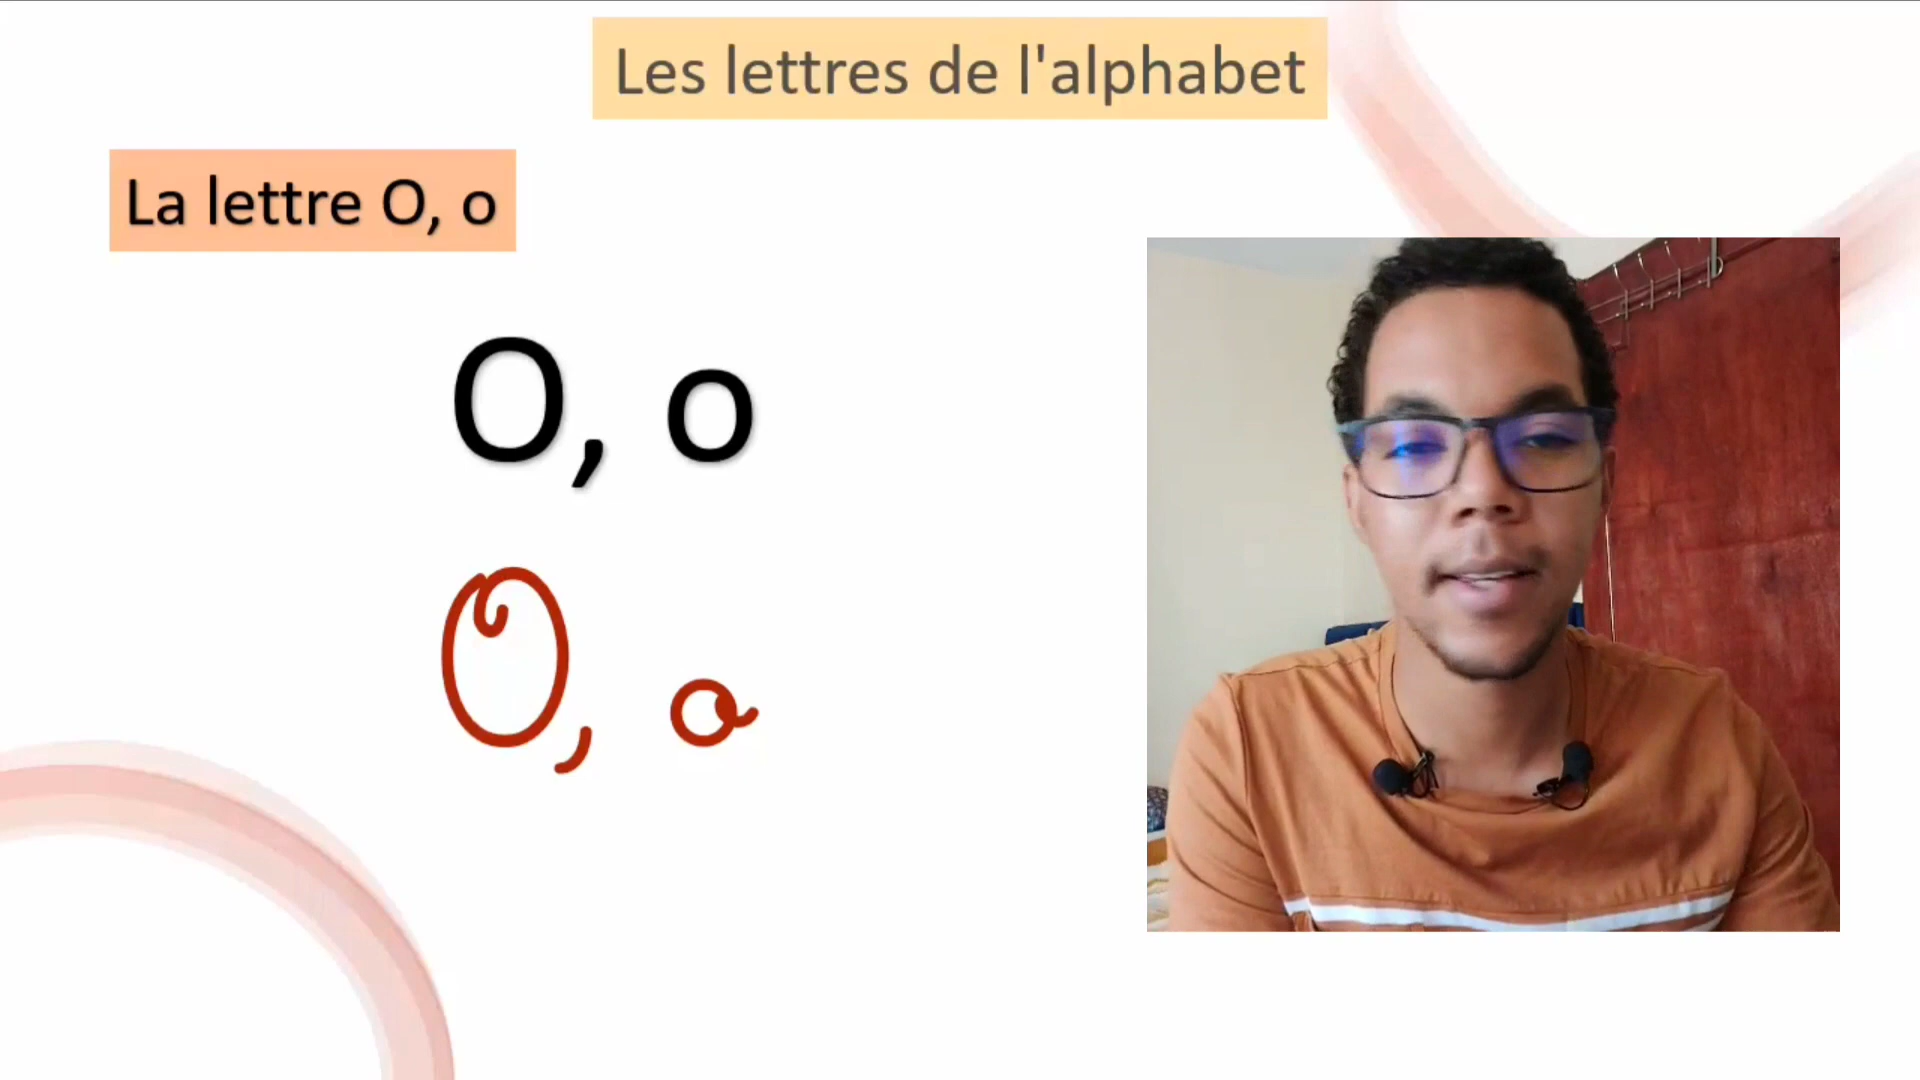 Les lettres de l'alphabet
La lettre O, o
O, o
O, o